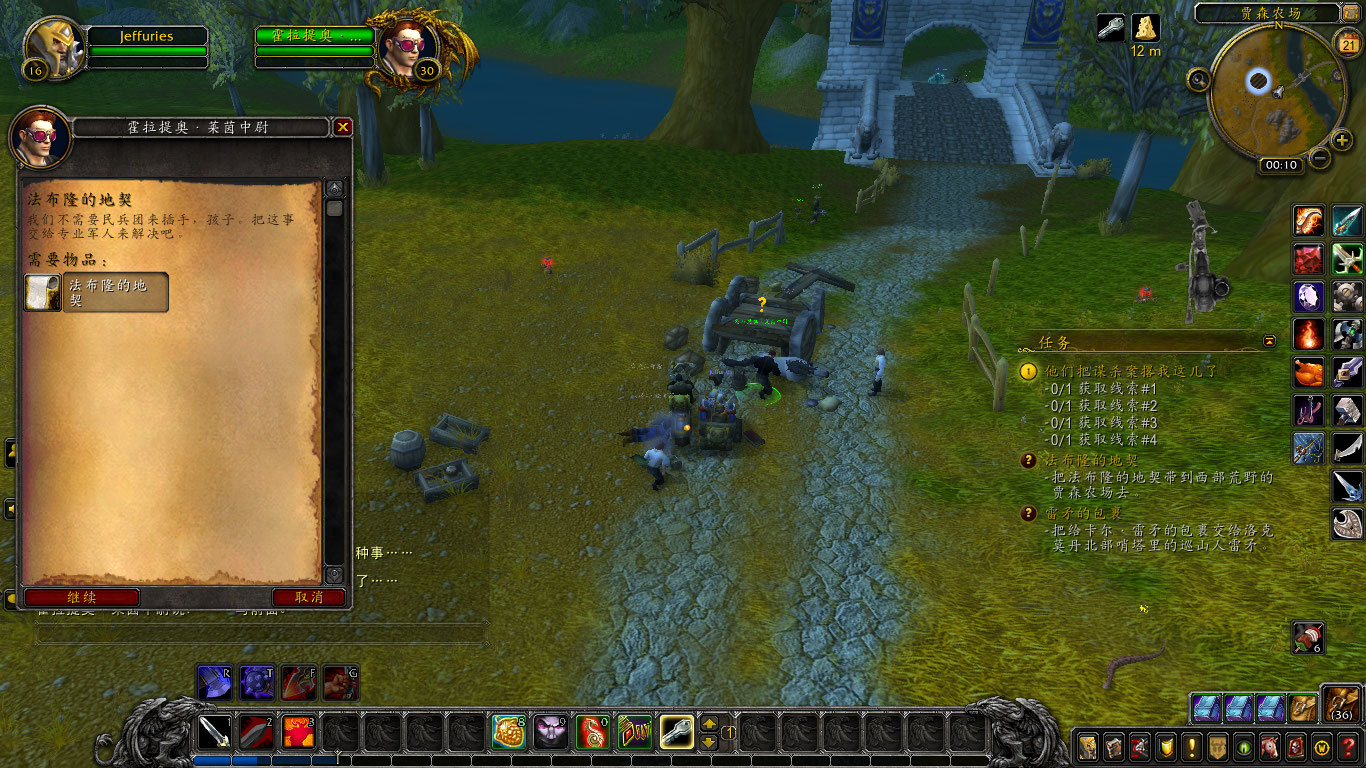 Jeffuries
16
霍拉提奥 · ...
30
12 m
贾森农场
N
21
00:10
霍拉提奥 · 莱茵中尉
法布隆的地契
我们不需要民兵团来插手，孩子。把这事
交给专业军人来解决吧。
需要物品：
法布隆的地
契
继续
取消
种事……
了……
任务
他们把谋杀案撂我这儿了
-0/1 获取线索#1
-0/1 获取线索#2
-0/1 获取线索#3
-0/1 获取线索#4
法布隆的地契
-把法布隆的地契带到西部荒野的
贾森农场去。
雷矛的包裹
-把给卡尔 · 雷矛的包裹交给洛克
莫丹北部哨塔里的巡山人雷矛。
6
R
T
F
G
2
3
8
9
0
1
(36)